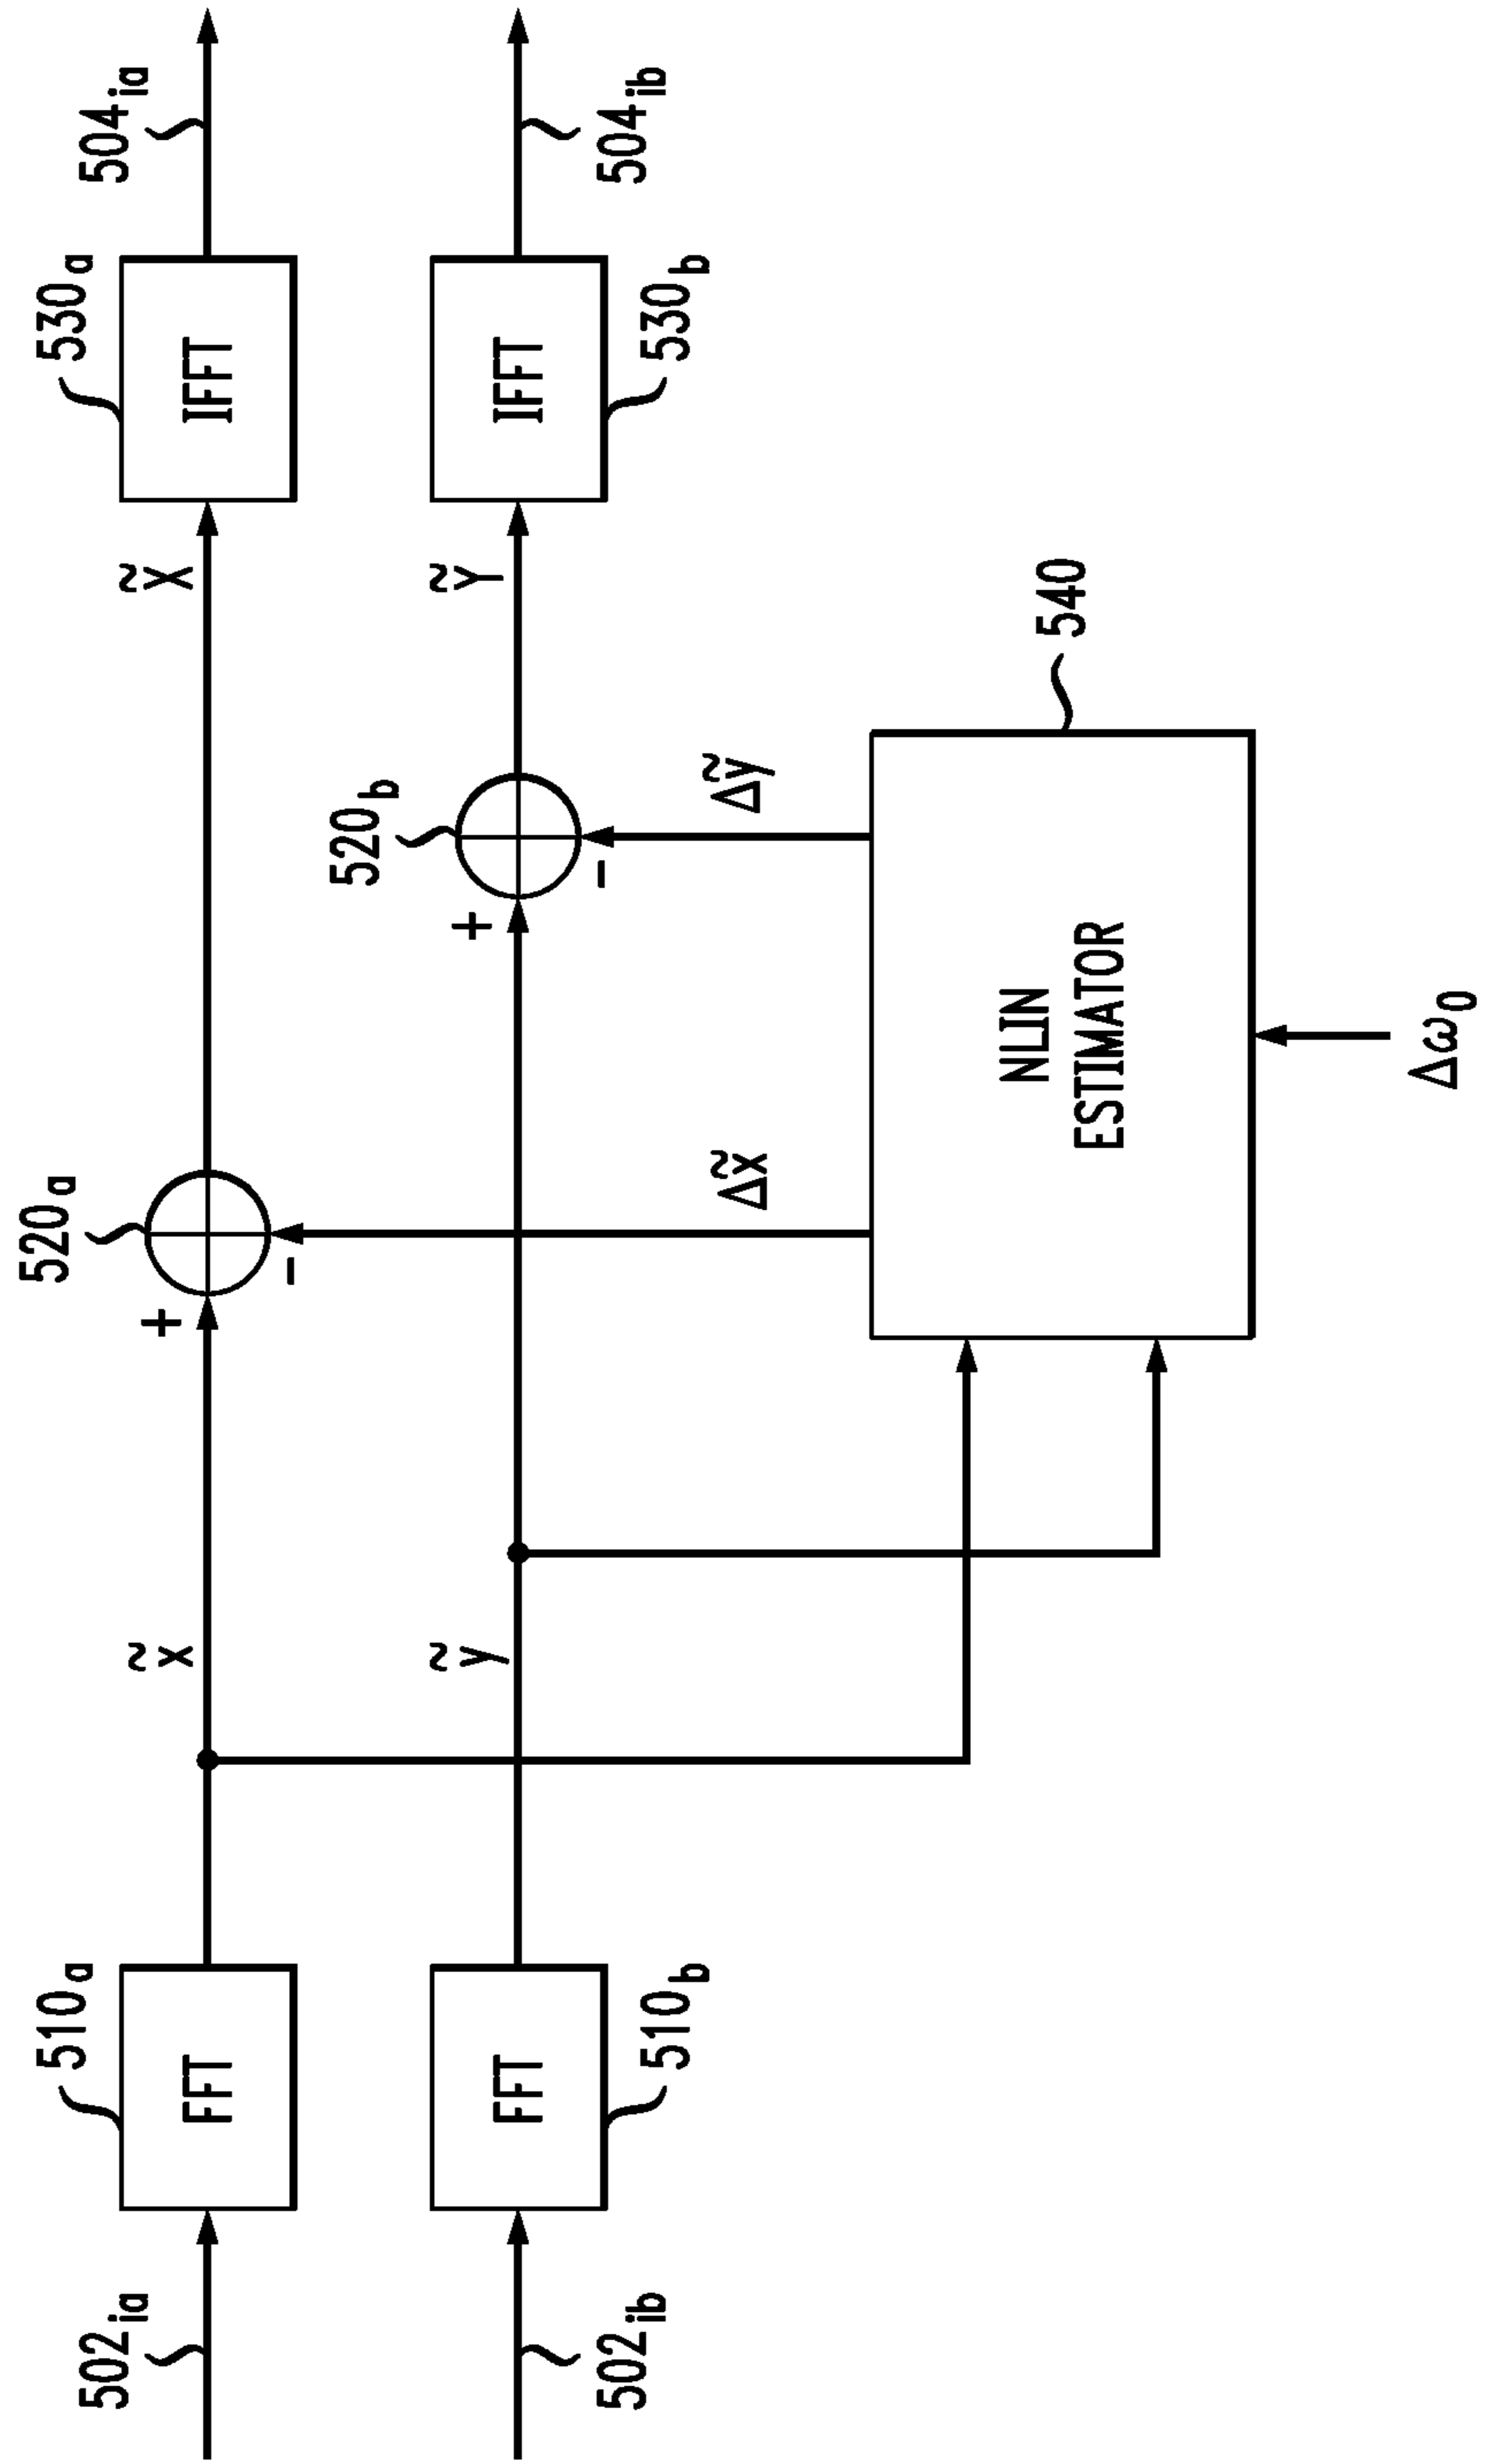 502ia
510a
FFT
x̃
+
520a
-
X̃
530a
IFFT
504ia
502ib
510b
FFT
ỹ
+
520b
-
Ỹ
530b
IFFT
504ib
Δx̃
Δỹ
NLIN
ESTIMATOR
540
Δω0